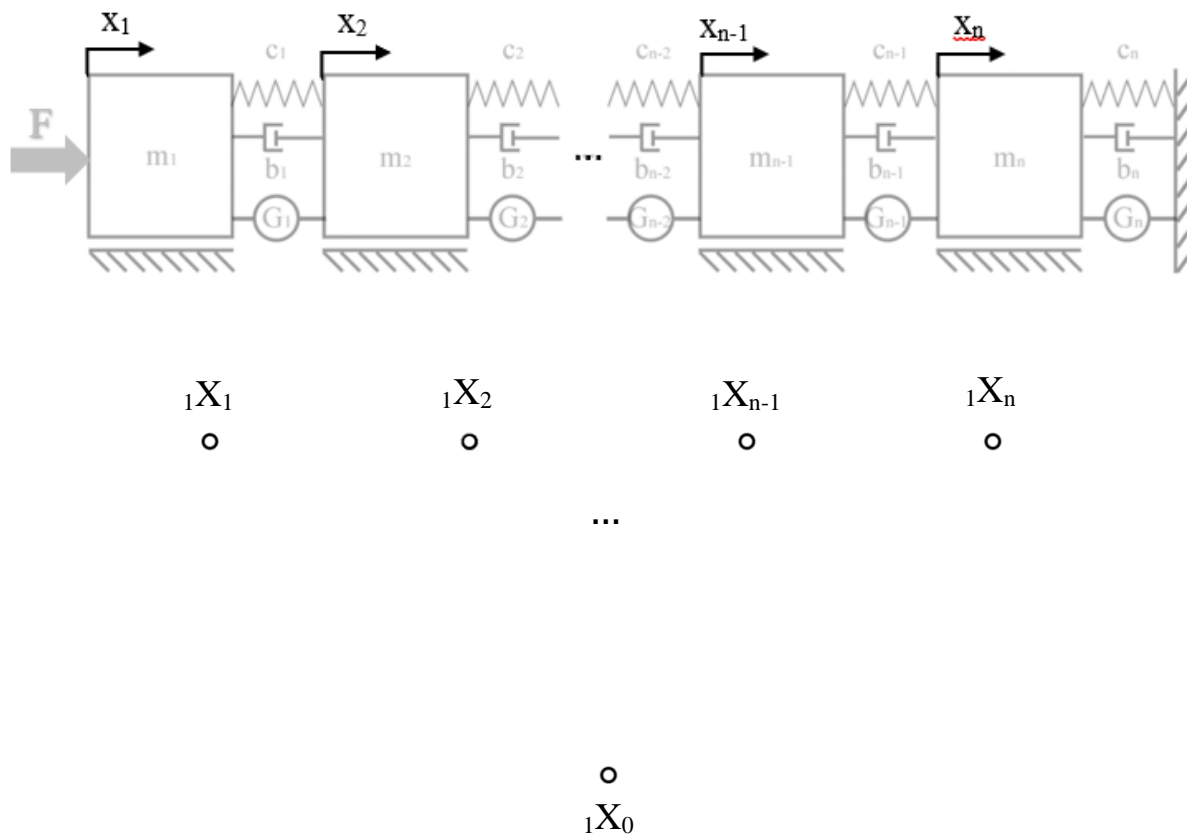 x₁ x₂ xₙ₋₁ xₙ
c₁ c₂ cₙ₋₂ cₙ₋₁ cₙ
F
m₁ m₂ ... mₙ₋₁ mₙ
b₁ b₂ bₙ₋₂ bₙ₋₁ bₙ
G₁ G₂ Gₙ₋₂ Gₙ₋₁ Gₙ
₁X₁ ₁X₂ ₁Xₙ₋₁ ₁Xₙ
...
₁X₀